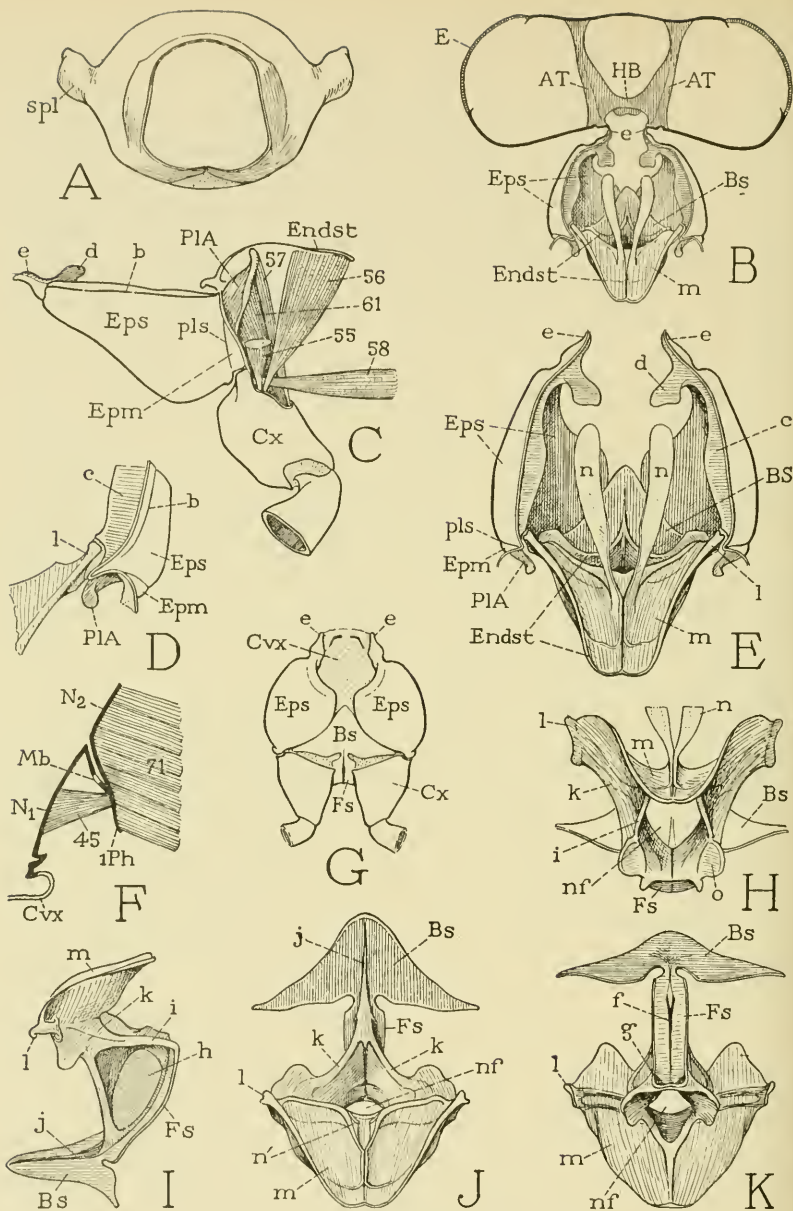 spl
A
E
AT
HB
AT
e
Eps
Bs
Endst
m
B
e
d
b
Eps
pls
Epm
PlA
57
Endst
56
61
55
58
Cx
C
c
b
l
Eps
Epm
PlA
D
e
e
d
c
Eps
n
n
BS
pls
Epm
PlA
l
Endst
m
E
N2
Mb
N1
71
45
1Ph
Cvx
F
e
e
Cvx
Eps
Eps
Bs
Fs
Cx
G
l
n
m
k
Bs
i
nf
o
Fs
H
m
k
i
l
h
j
Fs
Bs
I
j
Bs
Fs
k
k
l
nf
n
m
J
Bs
f
Fs
g
l
l
m
nf
K